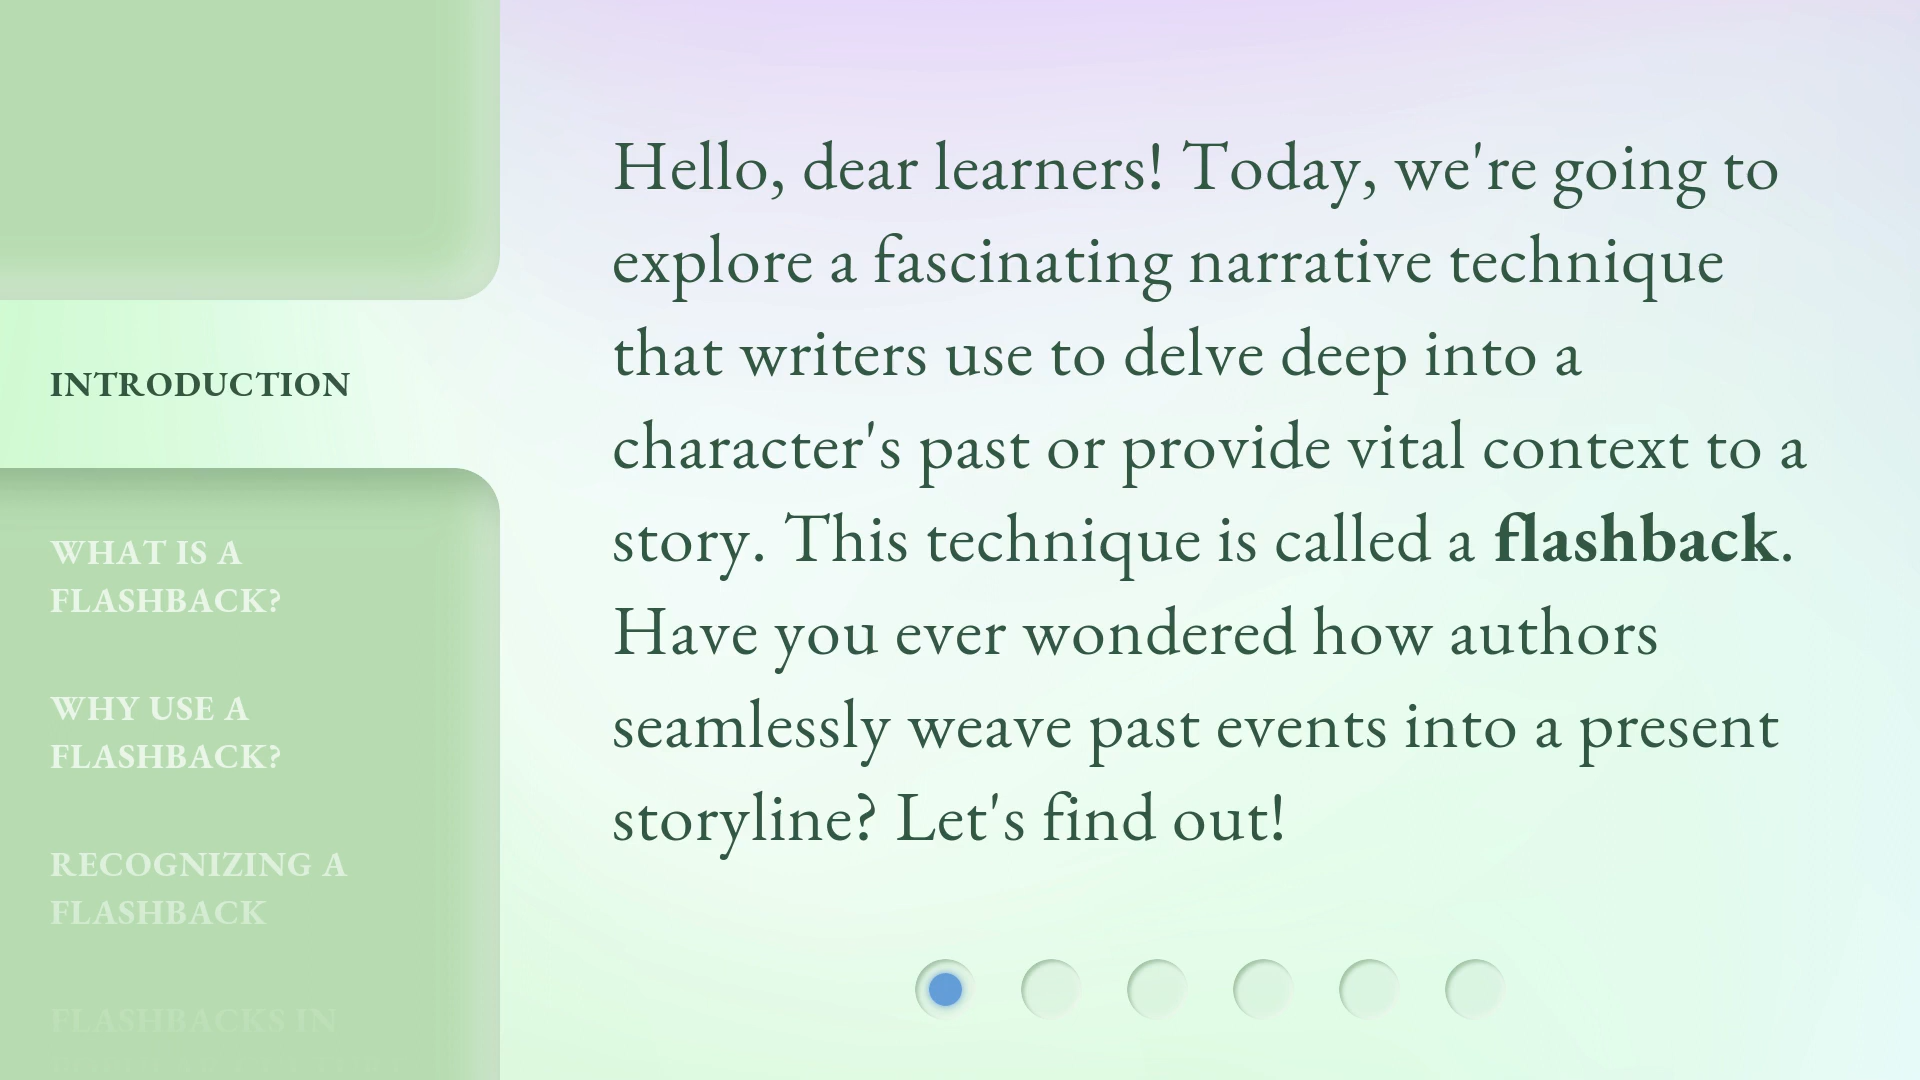 INTRODUCTION
WHAT IS A
FLASHBACK?
WHY USE A
FLASHBACK?
RECOGNIZING A
FLASHBACK
FLASHBACKS IN
Hello, dear learners! Today, we're going to
explore a fascinating narrative technique
that writers use to delve deep into a
character's past or provide vital context to a
story. This technique is called a flashback.
Have you ever wondered how authors
seamlessly weave past events into a present
storyline? Let's find out!